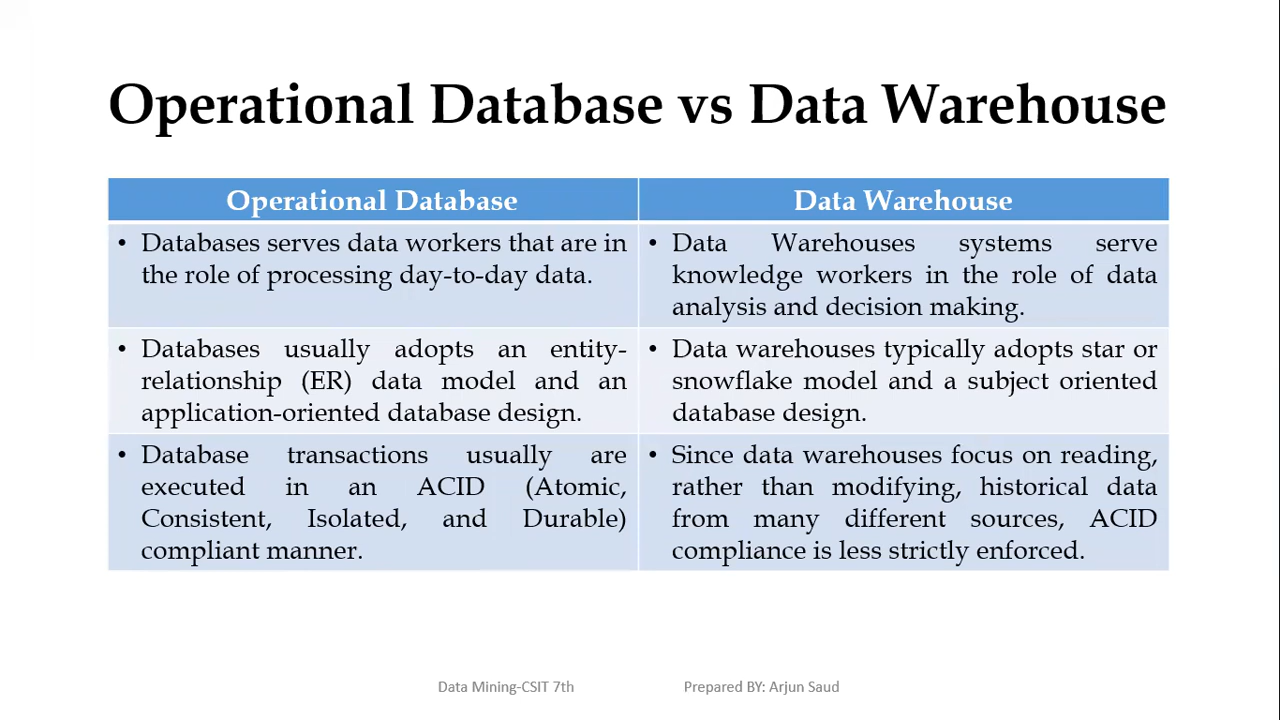 Operational Database vs Data Warehouse
Operational Database
Data Warehouse
• Databases serves data workers that are in
the role of processing day-to-day data.
• Data Warehouses systems serve
knowledge workers in the role of data
analysis and decision making.
• Databases usually adopts an entity-
relationship (ER) data model and an
application-oriented database design.
• Data warehouses typically adopts star or
snowflake model and a subject oriented
database design.
• Database transactions usually are
executed in an ACID (Atomic,
Consistent, Isolated, and Durable)
compliant manner.
• Since data warehouses focus on reading,
rather than modifying, historical data
from many different sources, ACID
compliance is less strictly enforced.
Data Mining-CSIT 7th
Prepared BY: Arjun Saud